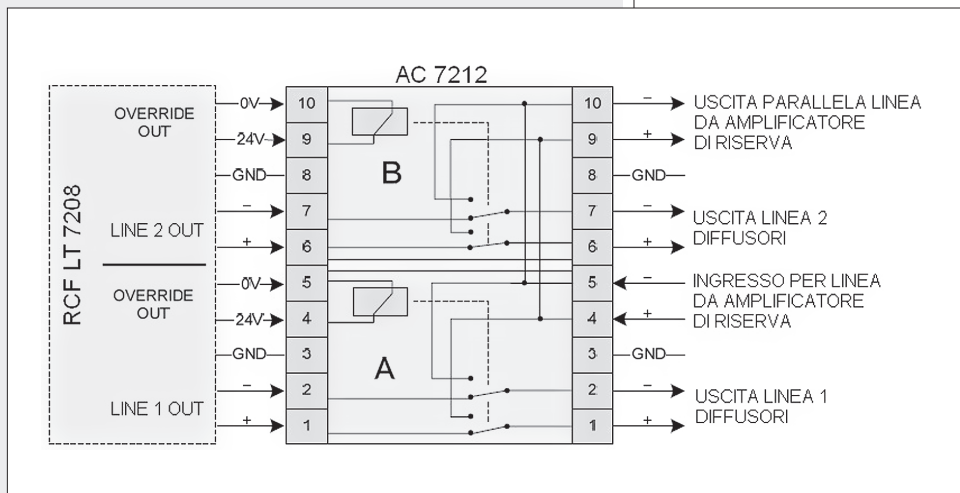 AC 7212
RCF LT 7208
OVERRIDE
OUT
LINE 2 OUT
OVERRIDE
OUT
LINE 1 OUT
0V
24V
GND
−
+
0V
24V
GND
−
+
10
9
8
7
6
5
4
3
2
1
B
A
10
9
8
7
6
5
4
3
2
1
−
+
GND
−
+
−
+
GND
−
+
USCITA PARALLELA LINEA
DA AMPLIFICATORE
DI RISERVA
USCITA LINEA 2
DIFFUSORI
INGRESSO PER LINEA
DA AMPLIFICATORE
DI RISERVA
USCITA LINEA 1
DIFFUSORI